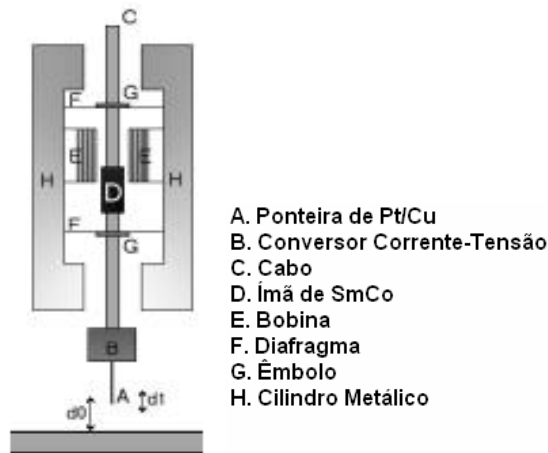 C
F
G
E
E
H
D
H
F
G
B
A
d1
d0
A. Ponteira de Pt/Cu
B. Conversor Corrente-Tensão
C. Cabo
D. Ímã de SmCo
E. Bobina
F. Diafragma
G. Êmbolo
H. Cilindro Metálico